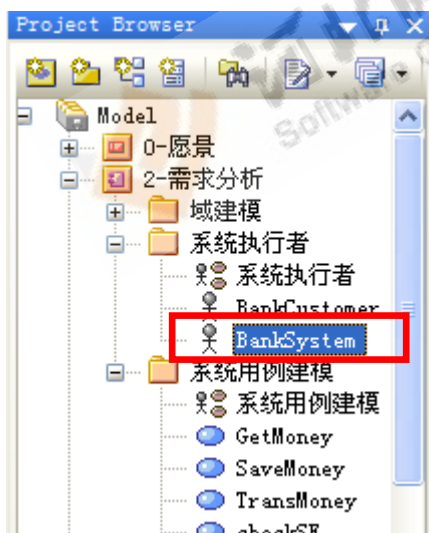 Project Browser
Model
0-愿景
2-需求分析
域建模
系统执行者
系统执行者
BankCustomer
BankSystem
系统用例建模
系统用例建模
GetMoney
SaveMoney
TransMoney